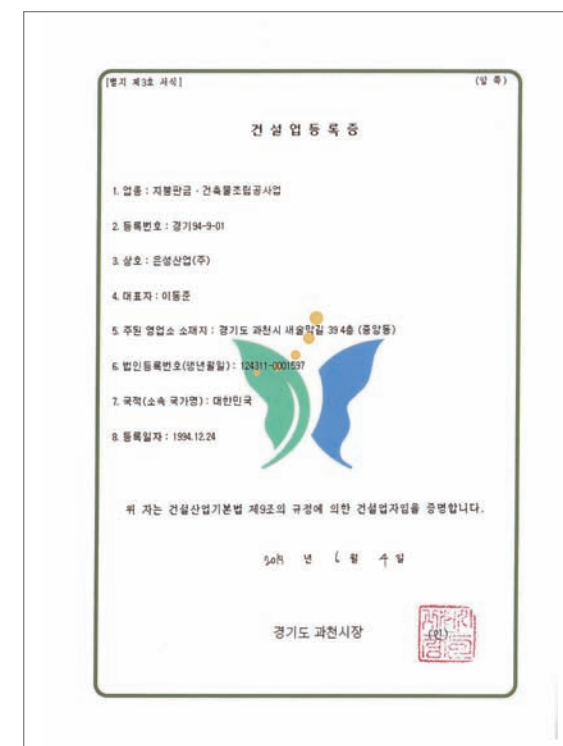 [별지 제3호 서식] (앞 쪽)
건 설 업 등 록 증
1. 업종 : 지붕판금ㆍ건축물조립공사업
2. 등록번호 : 경기94-9-01
3. 상호 : 은성산업(주)
4. 대표자 : 이동준
5. 주된 영업소 소재지 : 경기도 과천시 새술막길 39 4층 (중앙동)
6. 법인등록번호(생년월일) : 124311-0001597
7. 국적(소속 국가명) : 대한민국
8. 등록일자 : 1994.12.24
위 자는 건설산업기본법 제9조의 규정에 의한 건설업자임을 증명합니다.
년 6 월 4 일
경기도 과천시장 (인)